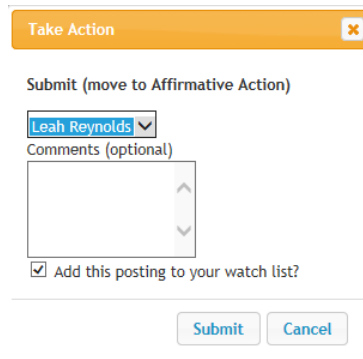 Take Action
Submit (move to Affirmative Action)
Leah Reynolds
Comments (optional)
Add this posting to your watch list?
Submit Cancel